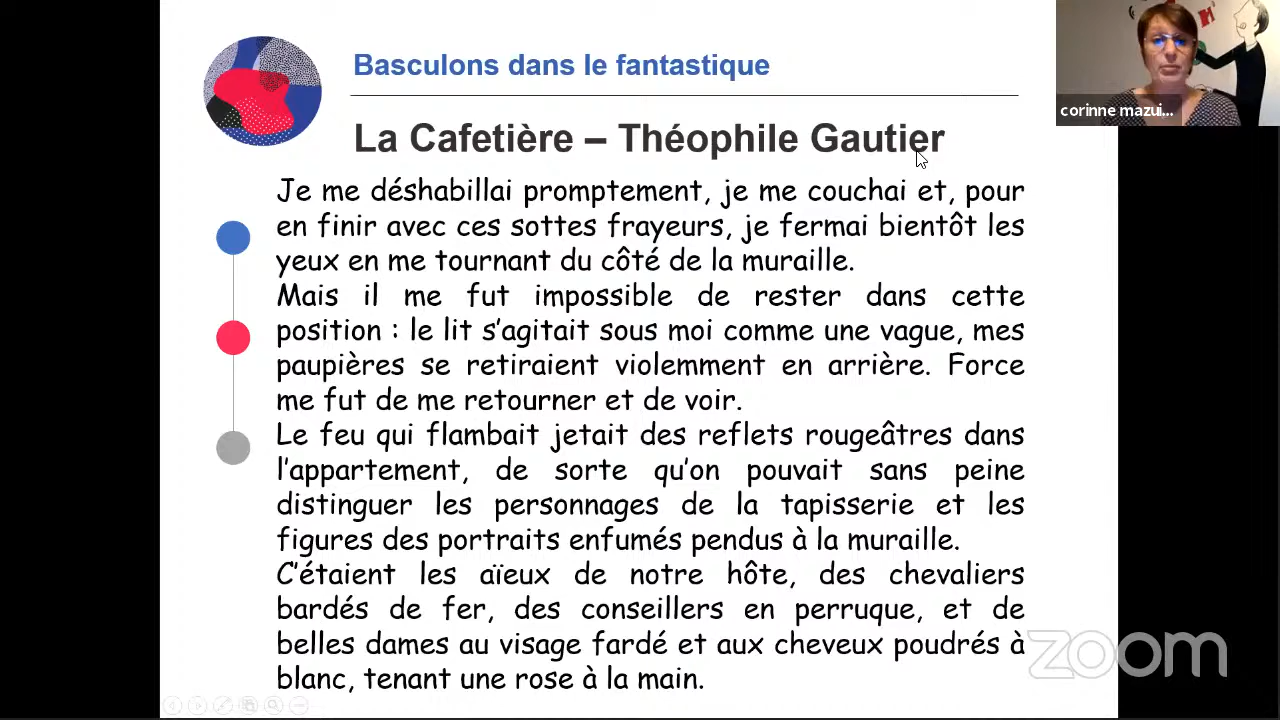 Basculons dans le fantastique
La Cafetière – Théophile Gautier
Je me déshabillai promptement, je me couchai et, pour
en finir avec ces sottes frayeurs, je fermai bientôt les
yeux en me tournant du côté de la muraille.
Mais il me fut impossible de rester dans cette
position : le lit s’agitait sous moi comme une vague, mes
paupières se retiraient violemment en arrière. Force
me fut de me retourner et de voir.
Le feu qui flambait jetait des reflets rougeâtres dans
l’appartement, de sorte qu’on pouvait sans peine
distinguer les personnages de la tapisserie et les
figures des portraits enfumés pendus à la muraille.
C’étaient les aïeux de notre hôte, des chevaliers
bardés de fer, des conseillers en perruque, et de
belles dames au visage fardé et aux cheveux poudrés à
blanc, tenant une rose à la main.
corinne mazui...
zoom